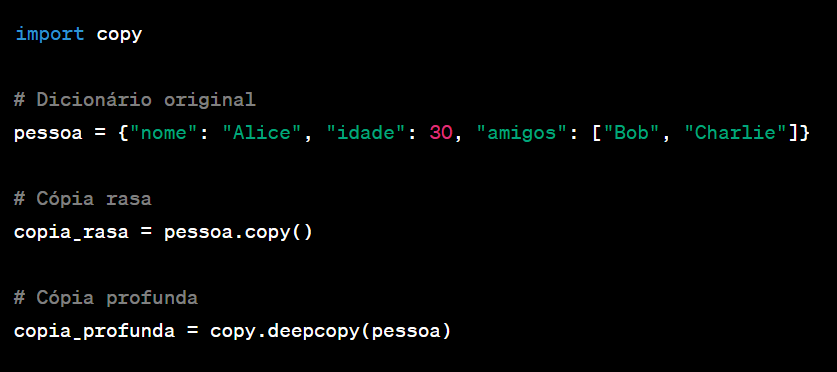 import copy
# Dicionário original
pessoa = {"nome": "Alice", "idade": 30, "amigos": ["Bob", "Charlie"]}
# Cópia rasa
copia_rasa = pessoa.copy()
# Cópia profunda
copia_profunda = copy.deepcopy(pessoa)